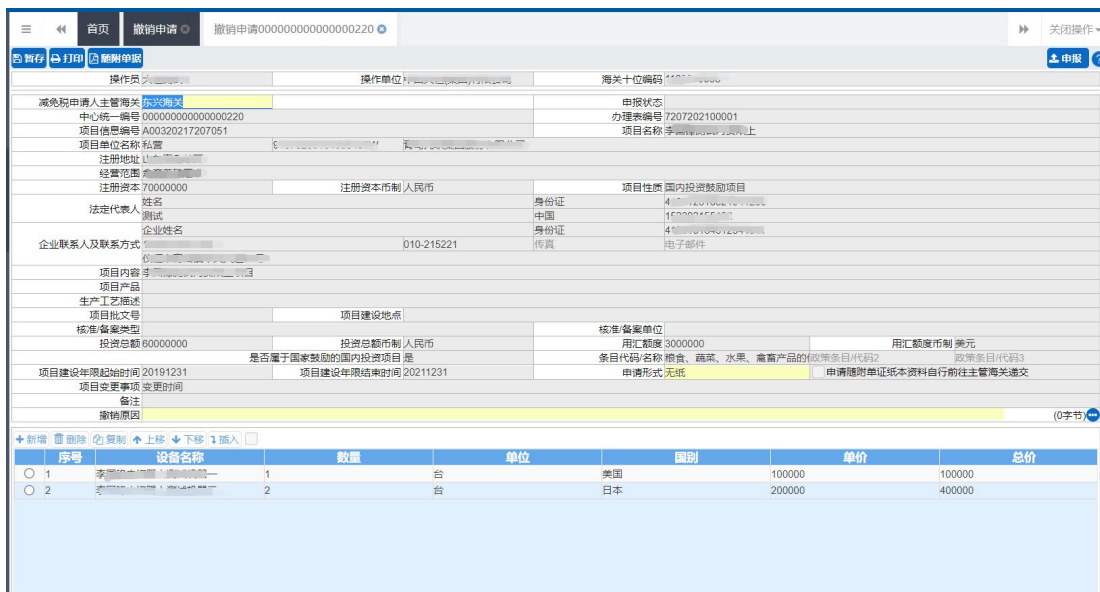 首页 撤销申请 撤销申请000000000000000220 关闭操作
暂存 打印 随附单据 申报
操作员 操作单位 海关十位编码
减免税申请人主管海关 东兴海关 申报状态
中心统一编号 000000000000000220 办理表编号 7207202100001
项目信息编号 A00320217207051 项目名称
项目单位名称 私营
注册地址
经营范围
注册资本 70000000 注册资本币制 人民币 项目性质 国内投资鼓励项目
法定代表人 姓名 身份证
测试 中国
企业姓名 身份证
企业联系人及联系方式 010-215221 传真 电子邮件
项目内容
项目产品
生产工艺描述
项目批文号 项目建设地点
核准/备案类型 核准/备案单位
投资总额 60000000 投资总额币制 人民币 用汇额度 3000000 用汇额度币制 美元
是否属于国家鼓励的国内投资项目 是 条目代码/名称 粮食、蔬菜、水果、禽畜产品的 政策条目/代码2 政策条目/代码3
项目建设年限起始时间 20191231 项目建设年限结束时间 20211231 申请形式 无纸 申请随附单证纸本资料自行前往主管海关递交
项目变更事项 变更时间
备注
撤销原因 (0字节)
新增 删除 复制 上移 下移 插入
序号 设备名称 数量 单位 国别 单价 总价
1 1 台 美国 100000 100000
2 2 台 日本 200000 400000